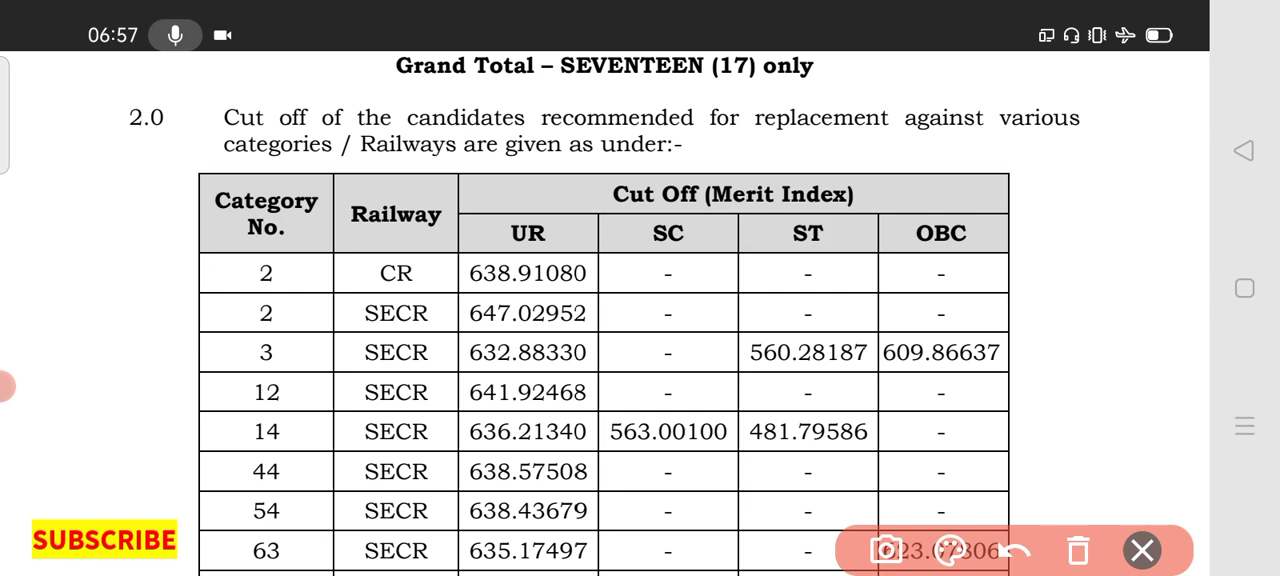 06:57
Grand Total – SEVENTEEN (17) only
2.0 Cut off of the candidates recommended for replacement against various
categories / Railways are given as under:-
Category No. Railway Cut Off (Merit Index)
UR SC ST OBC
2 CR 638.91080 - - -
2 SECR 647.02952 - - -
3 SECR 632.88330 - 560.28187 609.86637
12 SECR 641.92468 - - -
14 SECR 636.21340 563.00100 481.79586 -
44 SECR 638.57508 - - -
54 SECR 638.43679 - - -
63 SECR 635.17497 - -
SUBSCRIBE